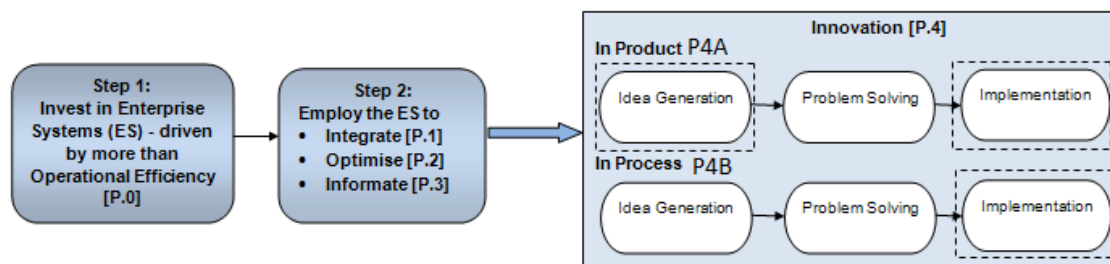 Step 1:
Invest in Enterprise
Systems (ES) - driven
by more than
Operational Efficiency
[P.0]
Step 2:
Employ the ES to
• Integrate [P.1]
• Optimise [P.2]
• Informate [P.3]
Innovation [P.4]
In Product P4A
Idea Generation
Problem Solving
Implementation
In Process P4B
Idea Generation
Problem Solving
Implementation